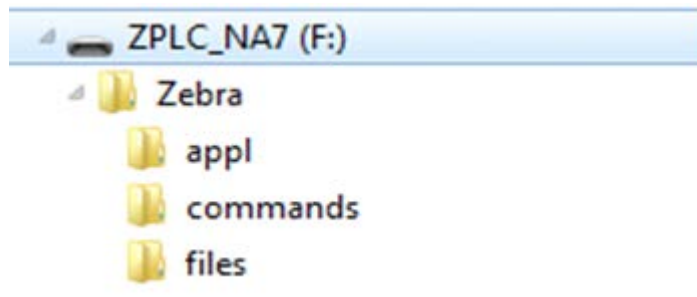 ZPLC_NA7 (F:)
Zebra
appl
commands
files